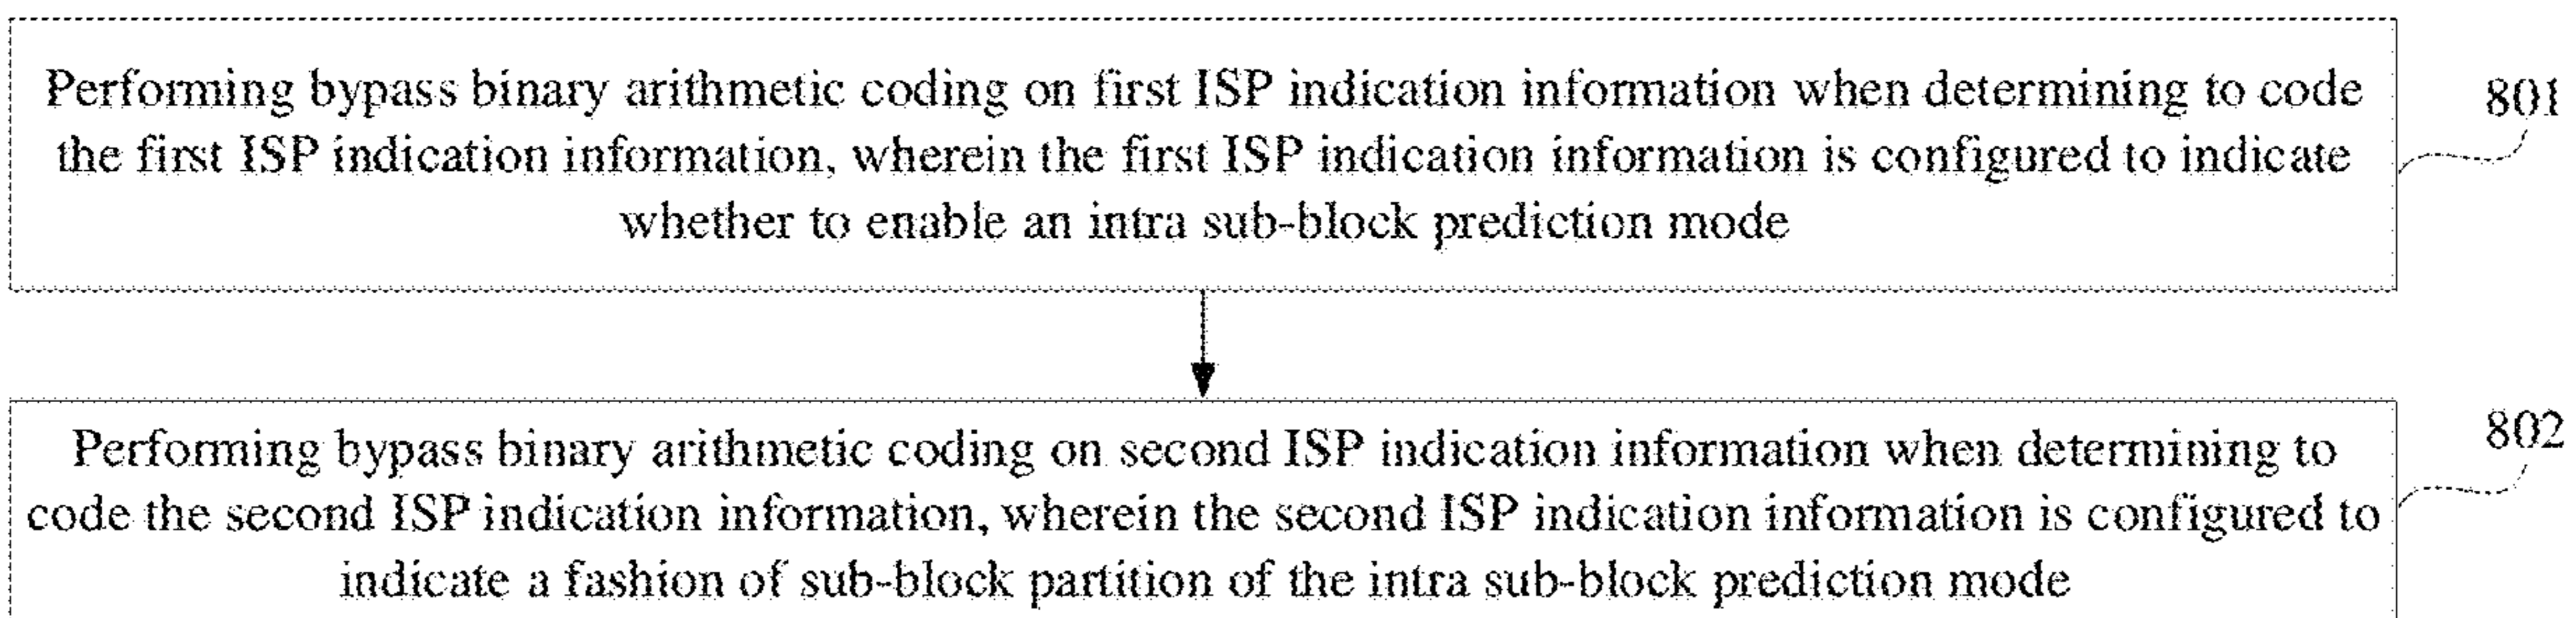 Performing bypass binary arithmetic coding on first ISP indication information when determining to code
the first ISP indication information, wherein the first ISP indication information is configured to indicate
whether to enable an intra sub-block prediction mode
801
Performing bypass binary arithmetic coding on second ISP indication information when determining to
code the second ISP indication information, wherein the second ISP indication information is configured to
indicate a fashion of sub-block partition of the intra sub-block prediction mode
802